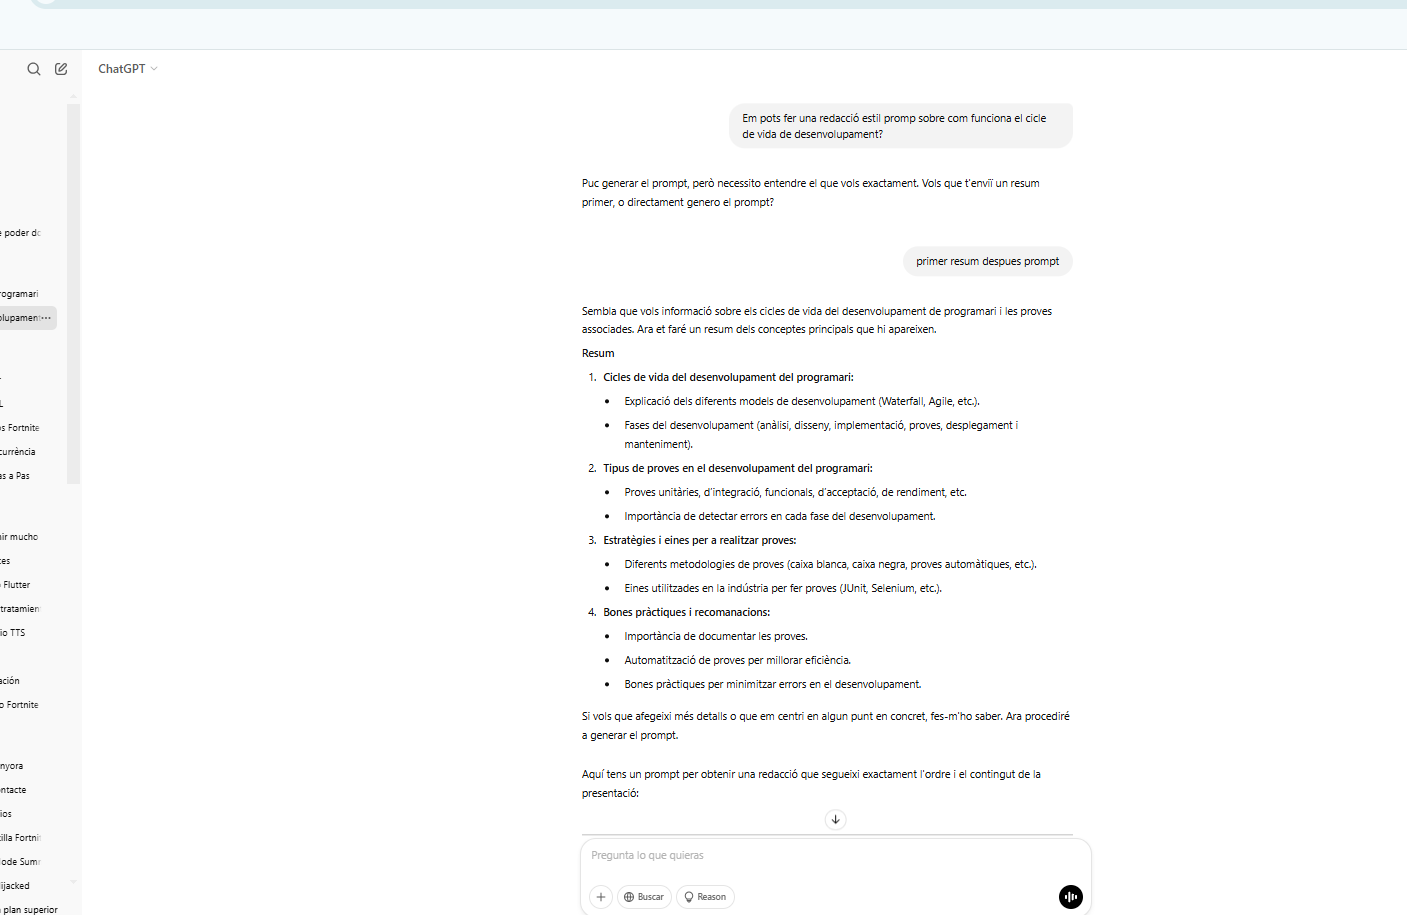 ChatGPT
Em pots fer una redacció estil promp sobre com funciona el cicle
de vida de desenvolupament?
Puc generar el prompt, però necessito entendre el que vols exactament. Vols que t'enviï un resum
primer, o directament genero el prompt?
primer resum despues prompt
Sembla que vols informació sobre els cicles de vida del desenvolupament de programari i les proves
associades. Ara et faré un resum dels conceptes principals que hi apareixen.
Resum
1. Cicles de vida del desenvolupament del programari:
• Explicació dels diferents models de desenvolupament (Waterfall, Agile, etc.).
• Fases del desenvolupament (anàlisi, disseny, implementació, proves, desplegament i
manteniment).
2. Tipus de proves en el desenvolupament del programari:
• Proves unitàries, d'integració, funcionals, d'acceptació, de rendiment, etc.
• Importància de detectar errors en cada fase del desenvolupament.
3. Estratègies i eines per a realitzar proves:
• Diferents metodologies de proves (caixa blanca, caixa negra, proves automàtiques, etc.).
• Eines utilitzades en la indústria per fer proves (JUnit, Selenium, etc.).
4. Bones pràctiques i recomanacions:
• Importància de documentar les proves.
• Automatització de proves per millorar eficiència.
• Bones pràctiques per minimitzar errors en el desenvolupament.
Si vols que afegeixi més detalls o que em centri en algun punt en concret, fes-m'ho saber. Ara procediré
a generar el prompt.
Aquí tens un prompt per obtenir una redacció que segueixi exactament l'ordre i el contingut de la
presentació:
Pregunta lo que quieras
Buscar
Reason
e poder do
rogramari
olupament
L
os Fortnite
currència
as a Pas
ir mucho
ces
Flutter
tratamien
io TTS
ación
o Fortnite
nyora
ntacte
ios
illa Fortnit
lode Sum
ijacked
plan superior